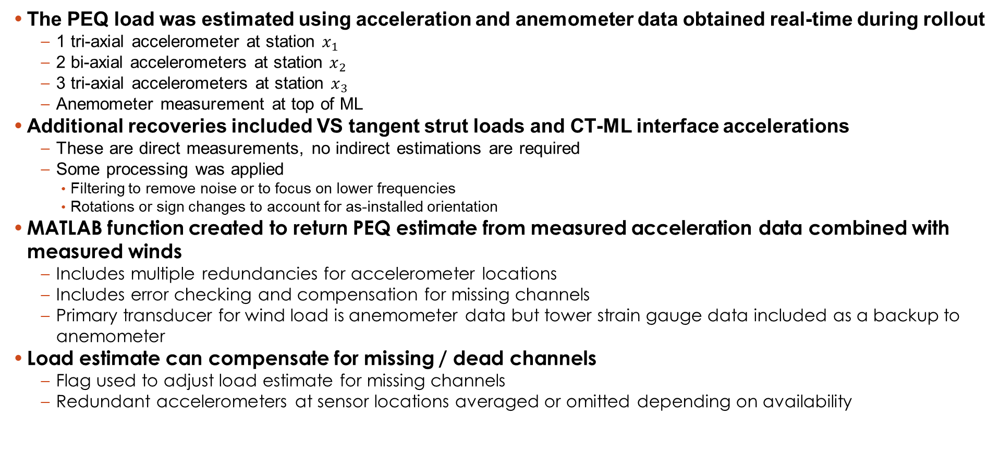 • The PEQ load was estimated using acceleration and anemometer data obtained real-time during rollout
– 1 tri-axial accelerometer at station x₁
– 2 bi-axial accelerometers at station x₂
– 3 tri-axial accelerometers at station x₃
– Anemometer measurement at top of ML
• Additional recoveries included VS tangent strut loads and CT-ML interface accelerations
– These are direct measurements, no indirect estimations are required
– Some processing was applied
• Filtering to remove noise or to focus on lower frequencies
• Rotations or sign changes to account for as-installed orientation
• MATLAB function created to return PEQ estimate from measured acceleration data combined with
measured winds
– Includes multiple redundancies for accelerometer locations
– Includes error checking and compensation for missing channels
– Primary transducer for wind load is anemometer data but tower strain gauge data included as a backup to
anemometer
• Load estimate can compensate for missing / dead channels
– Flag used to adjust load estimate for missing channels
– Redundant accelerometers at sensor locations averaged or omitted depending on availability